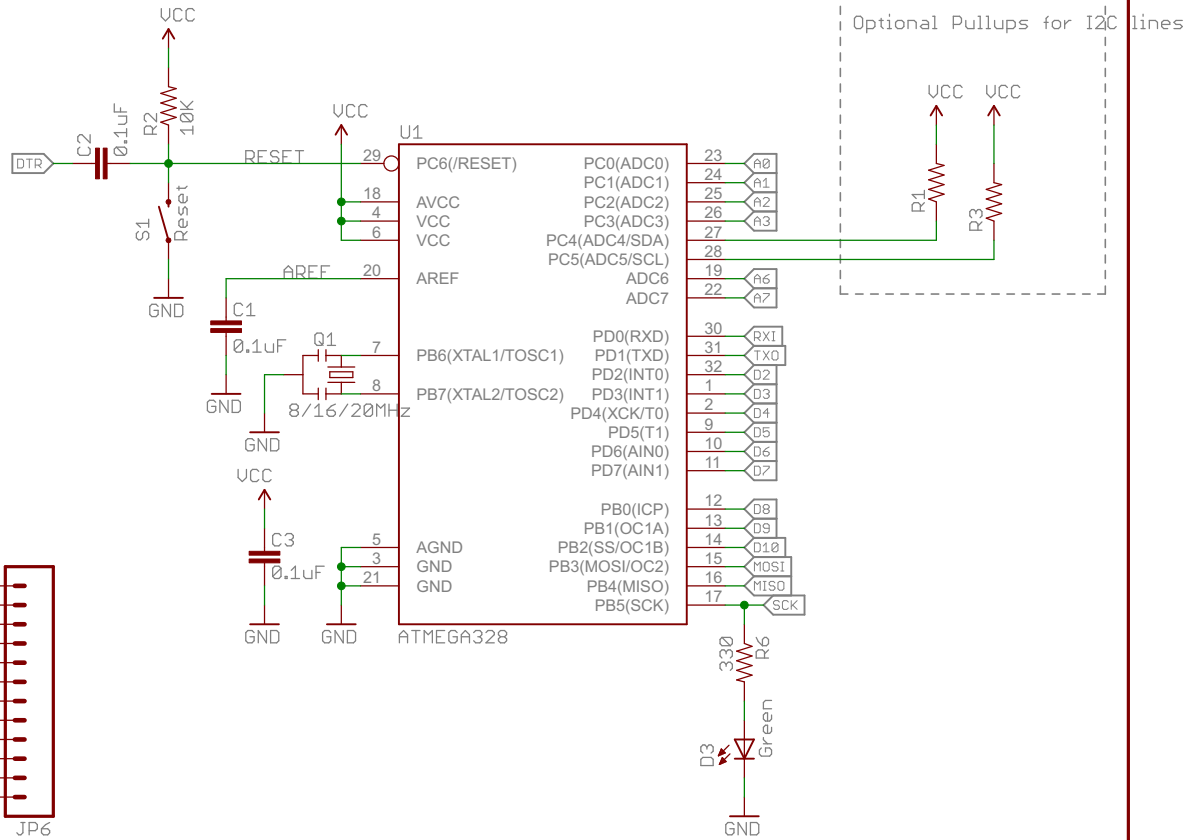 VCC
Optional Pullups for I2C lines
R2
10K
C2
0.1uF
DTR
RESET
S1
Reset
GND
VCC
U1
29 PC6(/RESET)
18 AVCC
4 VCC
6 VCC
AREF 20 AREF
C1
0.1uF
GND
Q1
7 PB6(XTAL1/TOSC1)
8 PB7(XTAL2/TOSC2)
8/16/20MHz
GND
VCC
C3
0.1uF
GND
5 AGND
3 GND
21 GND
GND
ATMEGA328
PC0(ADC0) 23 A0
PC1(ADC1) 24 A1
PC2(ADC2) 25 A2
PC3(ADC3) 26 A3
PC4(ADC4/SDA) 27
PC5(ADC5/SCL) 28
ADC6 19 A6
ADC7 22 A7
PD0(RXD) 30 RXI
PD1(TXD) 31 TXO
PD2(INT0) 32 D2
PD3(INT1) 1 D3
PD4(XCK/T0) 2 D4
PD5(T1) 9 D5
PD6(AIN0) 10 D6
PD7(AIN1) 11 D7
PB0(ICP) 12 D8
PB1(OC1A) 13 D9
PB2(SS/OC1B) 14 D10
PB3(MOSI/OC2) 15 MOSI
PB4(MISO) 16 MISO
PB5(SCK) 17 SCK
VCC VCC
R1
R3
330
R6
D3
Green
GND
JP6